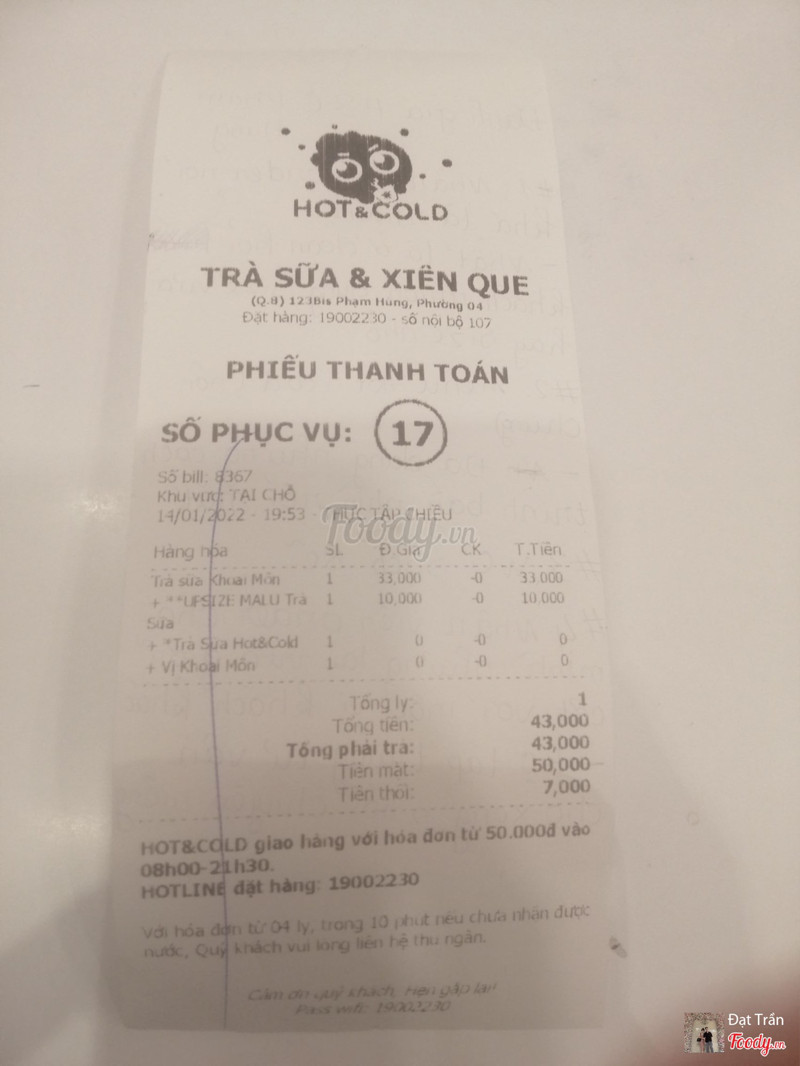 HOT&COLD
TRÀ SỮA & XIÊN QUE
(Q.8) 123Bis Phạm Hùng, Phường 04
Đặt hàng: 19002230 - số nội bộ 107
PHIẾU THANH TOÁN
SỐ PHỤC VỤ: 17
Số bill: 8367
Khu vực: TẠI CHỖ
14/01/2022 - 19:53 - THỰC TẬP CHIỀU
Foody.vn
Hàng hóa SL Đ Giá CK T.Tiền
Trà sữa Khoai Môn 1 33,000 -0 33,000
+ **UPSIZE MALU Trà 1 10,000 -0 10,000
Sữa
+ *Trà Sữa Hot&Cold 1 0 -0 0
+ Vị Khoai Môn 1 0 -0 0
Tổng ly: 1
Tổng tiền: 43,000
Tổng phải trả: 43,000
Tiền mặt: 50,000
Tiền thối: 7,000
HOT&COLD giao hàng với hóa đơn từ 50.000đ vào
08h00-21h30.
HOTLINE đặt hàng: 19002230
Với hóa đơn từ 04 ly, trong 10 phút nếu chưa nhận được
nước, Quý khách vui lòng liên hệ thu ngân.
Cảm ơn quý khách. Hẹn gặp lại!
Pass wifi: 19002230
Đạt Trần
Foody.vn